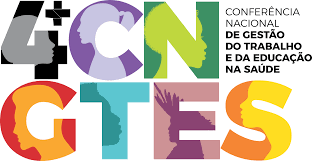 4ª CN
CONFERÊNCIA
NACIONAL
DE GESTÃO
DO TRABALHO
E DA EDUCAÇÃO
NA SAÚDE
GTES